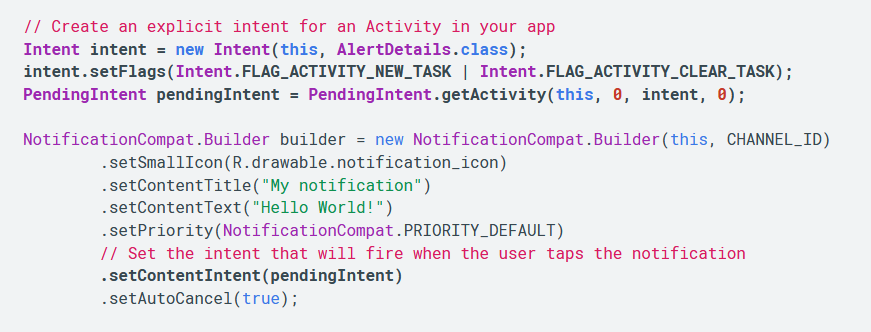 // Create an explicit intent for an Activity in your app
Intent intent = new Intent(this, AlertDetails.class);
intent.setFlags(Intent.FLAG_ACTIVITY_NEW_TASK | Intent.FLAG_ACTIVITY_CLEAR_TASK);
PendingIntent pendingIntent = PendingIntent.getActivity(this, 0, intent, 0);

NotificationCompat.Builder builder = new NotificationCompat.Builder(this, CHANNEL_ID)
        .setSmallIcon(R.drawable.notification_icon)
        .setContentTitle("My notification")
        .setContentText("Hello World!")
        .setPriority(NotificationCompat.PRIORITY_DEFAULT)
        // Set the intent that will fire when the user taps the notification
        .setContentIntent(pendingIntent)
        .setAutoCancel(true);